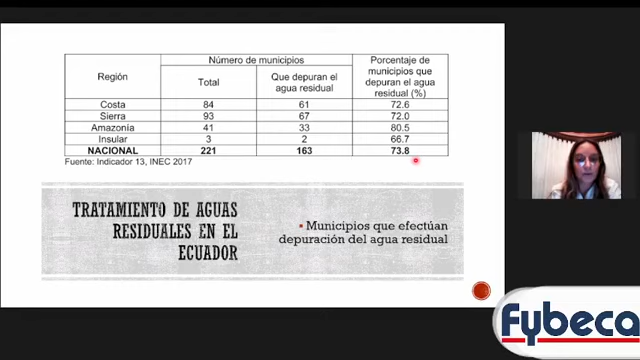 Región
Número de municipios
Porcentaje de
municipios que
depuran el agua
residual (%)
Total
Que depuran el
agua residual
Costa 84 61 72.6
Sierra 93 67 72.0
Amazonía 41 33 80.5
Insular 3 2 66.7
NACIONAL 221 163 73.8
Fuente: Indicador 13, INEC 2017
TRATAMIENTO DE AGUAS
RESIDUALES EN EL
ECUADOR
Municipios que efectúan
depuración del agua residual
Fybeca